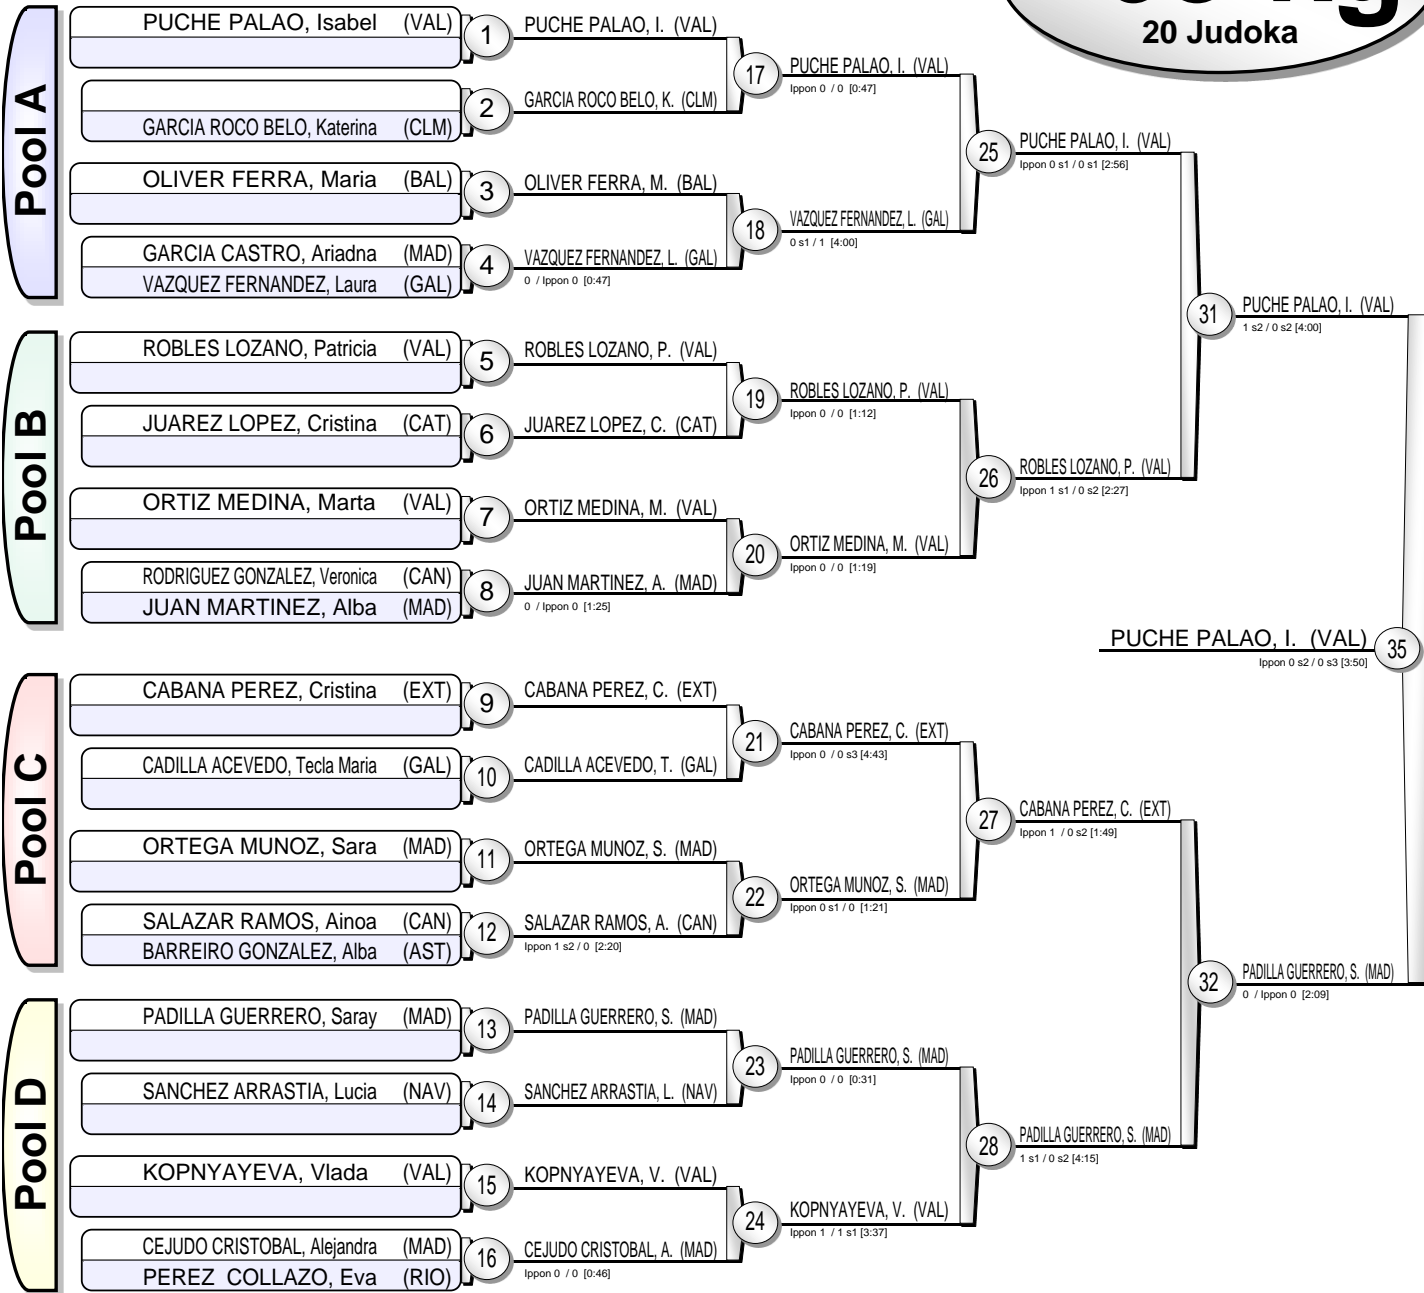 20 Judoka
Pool A
PUCHE PALAO, Isabel (VAL)
1
GARCIA ROCO BELO, Katerina (CLM)
2
OLIVER FERRA, Maria (BAL)
3
GARCIA CASTRO, Ariadna (MAD)
VAZQUEZ FERNANDEZ, Laura (GAL)
4
Pool B
ROBLES LOZANO, Patricia (VAL)
5
JUAREZ LOPEZ, Cristina (CAT)
6
ORTIZ MEDINA, Marta (VAL)
7
RODRIGUEZ GONZALEZ, Veronica (CAN)
JUAN MARTINEZ, Alba (MAD)
8
Pool C
CABANA PEREZ, Cristina (EXT)
9
CADILLA ACEVEDO, Tecla Maria (GAL)
10
ORTEGA MUNOZ, Sara (MAD)
11
SALAZAR RAMOS, Ainoa (CAN)
BARREIRO GONZALEZ, Alba (AST)
12
Pool D
PADILLA GUERRERO, Saray (MAD)
13
SANCHEZ ARRASTIA, Lucia (NAV)
14
KOPNYAYEVA, Vlada (VAL)
15
CEJUDO CRISTOBAL, Alejandra (MAD)
PEREZ COLLAZO, Eva (RIO)
16
PUCHE PALAO, I. (VAL)
GARCIA ROCO BELO, K. (CLM)
17
OLIVER FERRA, M. (BAL)
VAZQUEZ FERNANDEZ, L. (GAL)
0 / Ippon 0 [0:47]
18
ROBLES LOZANO, P. (VAL)
JUAREZ LOPEZ, C. (CAT)
19
ORTIZ MEDINA, M. (VAL)
JUAN MARTINEZ, A. (MAD)
0 / Ippon 0 [1:25]
20
CABANA PEREZ, C. (EXT)
CADILLA ACEVEDO, T. (GAL)
21
ORTEGA MUNOZ, S. (MAD)
SALAZAR RAMOS, A. (CAN)
Ippon 1 s2 / 0 [2:20]
22
PADILLA GUERRERO, S. (MAD)
SANCHEZ ARRASTIA, L. (NAV)
23
KOPNYAYEVA, V. (VAL)
CEJUDO CRISTOBAL, A. (MAD)
Ippon 0 / 0 [0:46]
24
PUCHE PALAO, I. (VAL)
Ippon 0 / 0 [0:47]
VAZQUEZ FERNANDEZ, L. (GAL)
0 s1 / 1 [4:00]
25
ROBLES LOZANO, P. (VAL)
Ippon 0 / 0 [1:12]
ORTIZ MEDINA, M. (VAL)
Ippon 0 / 0 [1:19]
26
CABANA PEREZ, C. (EXT)
Ippon 0 / 0 s3 [4:43]
ORTEGA MUNOZ, S. (MAD)
Ippon 0 s1 / 0 [1:21]
27
PADILLA GUERRERO, S. (MAD)
Ippon 0 / 0 [0:31]
KOPNYAYEVA, V. (VAL)
Ippon 1 / 1 s1 [3:37]
28
PUCHE PALAO, I. (VAL)
Ippon 0 s1 / 0 s1 [2:56]
ROBLES LOZANO, P. (VAL)
Ippon 1 s1 / 0 s2 [2:27]
31
CABANA PEREZ, C. (EXT)
Ippon 1 / 0 s2 [1:49]
PADILLA GUERRERO, S. (MAD)
1 s1 / 0 s2 [4:15]
32
PUCHE PALAO, I. (VAL)
1 s2 / 0 s2 [4:00]
PADILLA GUERRERO, S. (MAD)
0 / Ippon 0 [2:09]
PUCHE PALAO, I. (VAL)
Ippon 0 s2 / 0 s3 [3:50]
35